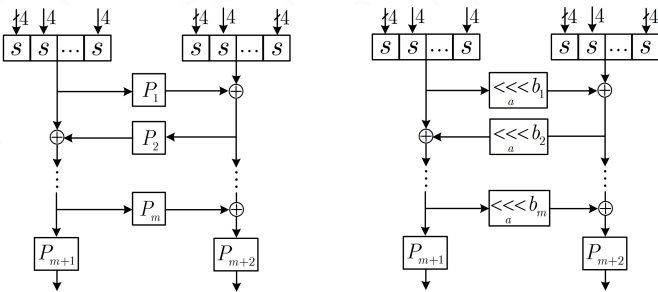 4 4 4 4 4 4 4 4 4 4 4 4
s s ... s s s ... s s s ... s s s ... s
P₁ <<<ₐ b₁
P₂ <<<ₐ b₂
Pₘ <<<ₐ bₘ
Pₘ₊₁ Pₘ₊₂ Pₘ₊₁ Pₘ₊₂